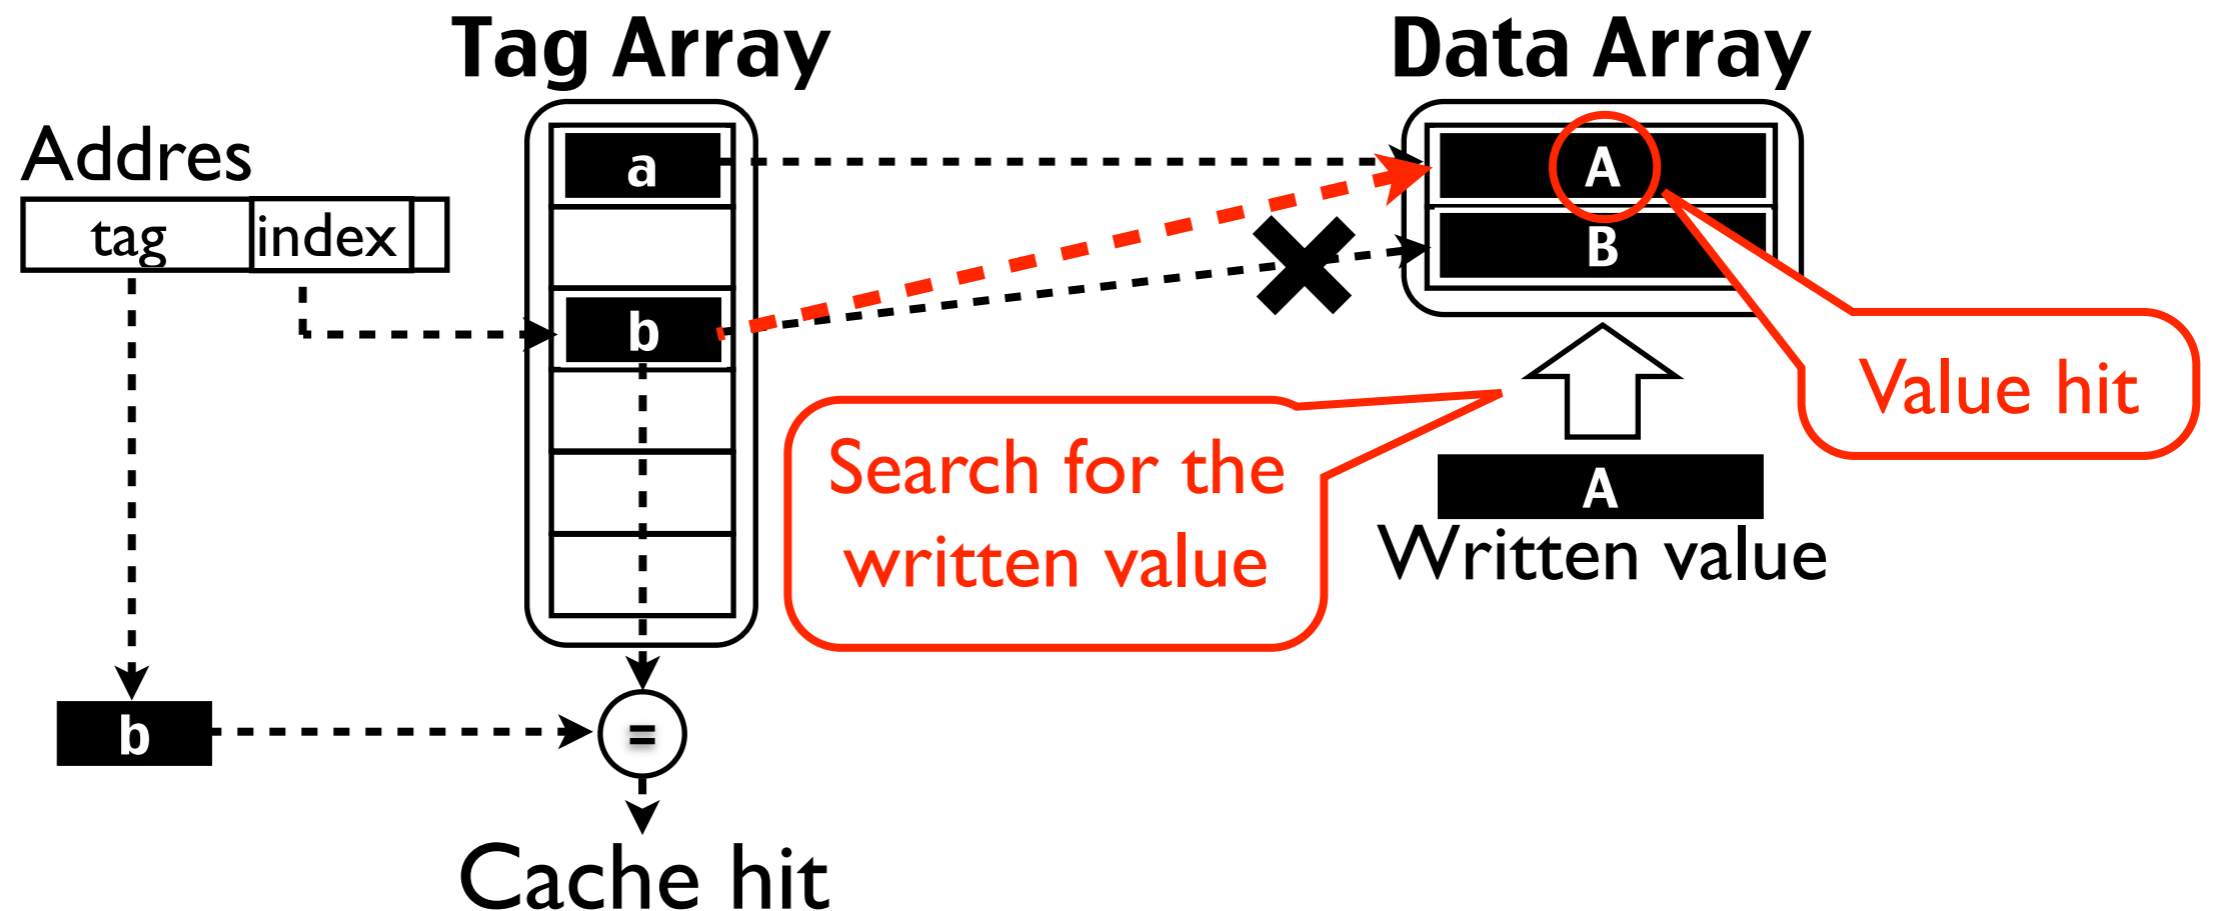 Tag Array
Data Array
Addres
tag
index
a
A
B
b
Value hit
Search for the
written value
A
Written value
b
=
Cache hit